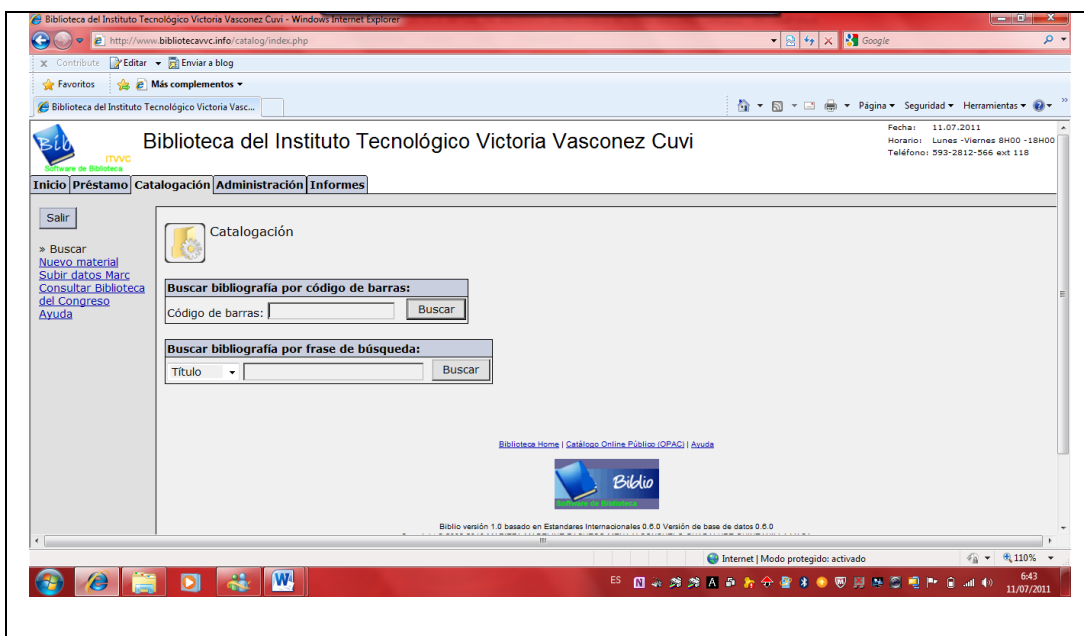 Biblioteca del Instituto Tecnológico Victoria Vasconez Cuvi - Windows Internet Explorer
http://www.bibliotecavvc.info/catalog/index.php
Google
x Contribute Editar Enviar a blog
Favoritos Más complementos
Biblioteca del Instituto Tecnológico Victoria Vasc...
Página Seguridad Herramientas
Bib
ITVVC
Software de Biblioteca
Biblioteca del Instituto Tecnológico Victoria Vasconez Cuvi
Fecha: 11.07.2011
Horario: Lunes -Viernes 8H00 -18H00
Teléfono: 593-2812-566 ext 118
Inicio Préstamo Catalogación Administración Informes
Salir
» Buscar
Nuevo material
Subir datos Marc
Consultar Biblioteca
del Congreso
Ayuda
Catalogación
Buscar bibliografía por código de barras:
Código de barras: Buscar
Buscar bibliografía por frase de búsqueda:
Título Buscar
Biblioteca Home | Catálogo Online Público (OPAC) | Ayuda
Biblio
Software de Biblioteca
Biblio versión 1.0 basado en Estandares Internacionales 0.6.0 Versión de base de datos 0.6.0
Internet | Modo protegido: activado 110%
ES
6:43
11/07/2011